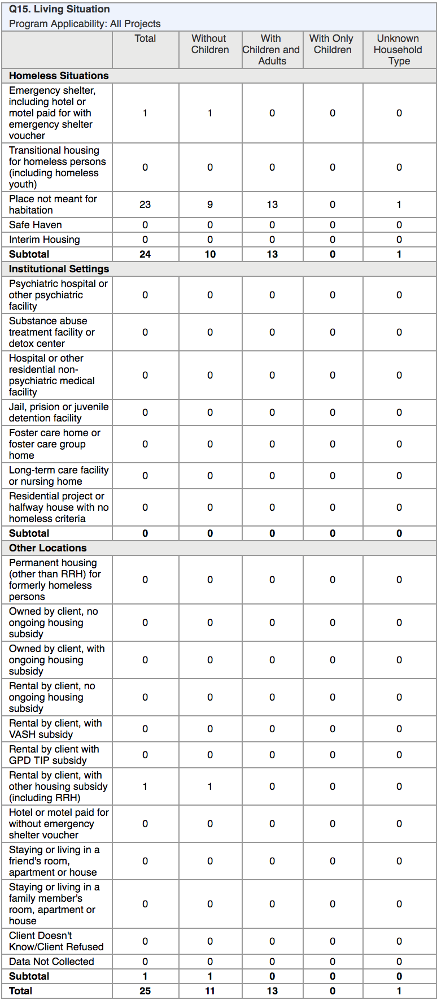 Q15. Living Situation
Program Applicability: All Projects
Total Without Children With Children and Adults With Only Children Unknown Household Type
Homeless Situations
Emergency shelter, including hotel or motel paid for with emergency shelter voucher 1 1 0 0 0
Transitional housing for homeless persons (including homeless youth) 0 0 0 0 0
Place not meant for habitation 23 9 13 0 1
Safe Haven 0 0 0 0 0
Interim Housing 0 0 0 0 0
Subtotal 24 10 13 0 1
Institutional Settings
Psychiatric hospital or other psychiatric facility 0 0 0 0 0
Substance abuse treatment facility or detox center 0 0 0 0 0
Hospital or other residential non-psychiatric medical facility 0 0 0 0 0
Jail, prision or juvenile detention facility 0 0 0 0 0
Foster care home or foster care group home 0 0 0 0 0
Long-term care facility or nursing home 0 0 0 0 0
Residential project or halfway house with no homeless criteria 0 0 0 0 0
Subtotal 0 0 0 0 0
Other Locations
Permanent housing (other than RRH) for formerly homeless persons 0 0 0 0 0
Owned by client, no ongoing housing subsidy 0 0 0 0 0
Owned by client, with ongoing housing subsidy 0 0 0 0 0
Rental by client, no ongoing housing subsidy 0 0 0 0 0
Rental by client, with VASH subsidy 0 0 0 0 0
Rental by client with GPD TIP subsidy 0 0 0 0 0
Rental by client, with other housing subsidy (including RRH) 1 1 0 0 0
Hotel or motel paid for without emergency shelter voucher 0 0 0 0 0
Staying or living in a friend's room, apartment or house 0 0 0 0 0
Staying or living in a family member's room, apartment or house 0 0 0 0 0
Client Doesn't Know/Client Refused 0 0 0 0 0
Data Not Collected 0 0 0 0 0
Subtotal 1 1 0 0 0
Total 25 11 13 0 1